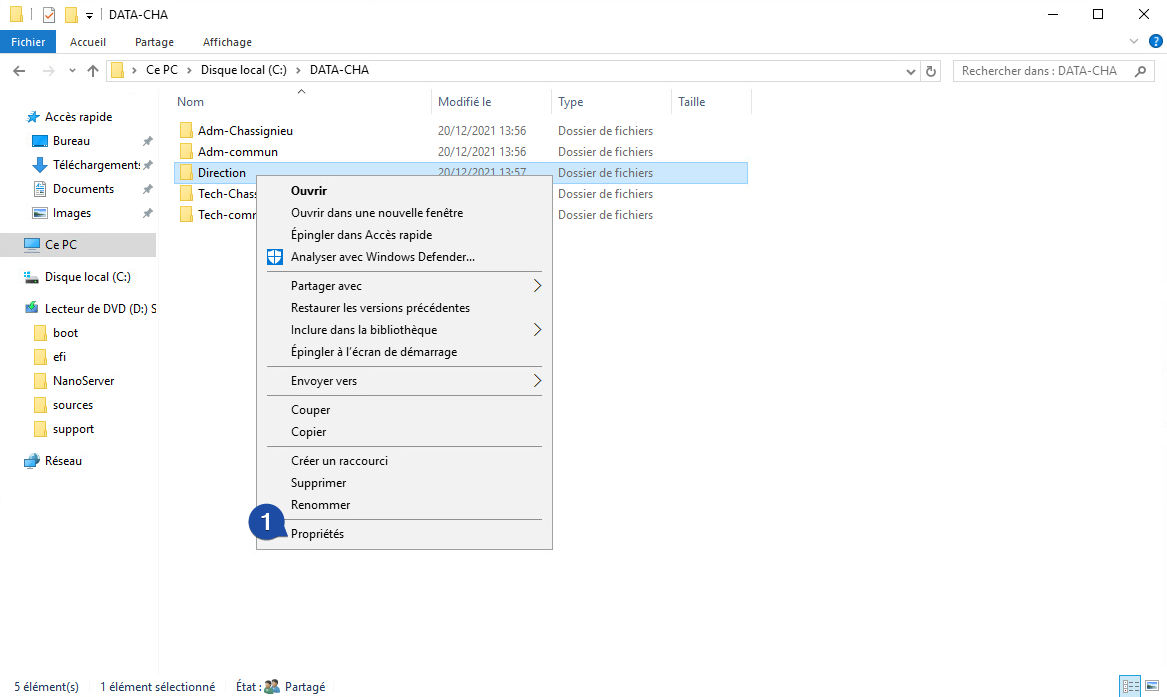 DATA-CHA
Fichier Accueil Partage Affichage
Ce PC Disque local (C:) DATA-CHA
Rechercher dans : DATA-CHA
Nom Modifié le Type Taille
Accès rapide
Bureau
Téléchargements
Documents
Images
Ce PC
Disque local (C:)
Lecteur de DVD (D:) S
boot
efi
NanoServer
sources
support
Réseau
Adm-Chassignieu 20/12/2021 13:56 Dossier de fichiers
Adm-commun 20/12/2021 13:56 Dossier de fichiers
Direction 20/12/2021 13:57 Dossier de fichiers
Tech-Chass Dossier de fichiers
Tech-comm Dossier de fichiers
Ouvrir
Ouvrir dans une nouvelle fenêtre
Épingler dans Accès rapide
Analyser avec Windows Defender...
Partager avec
Restaurer les versions précédentes
Inclure dans la bibliothèque
Épingler à l’écran de démarrage
Envoyer vers
Couper
Copier
Créer un raccourci
Supprimer
Renommer
1
Propriétés
5 élément(s) 1 élément sélectionné État : Partagé